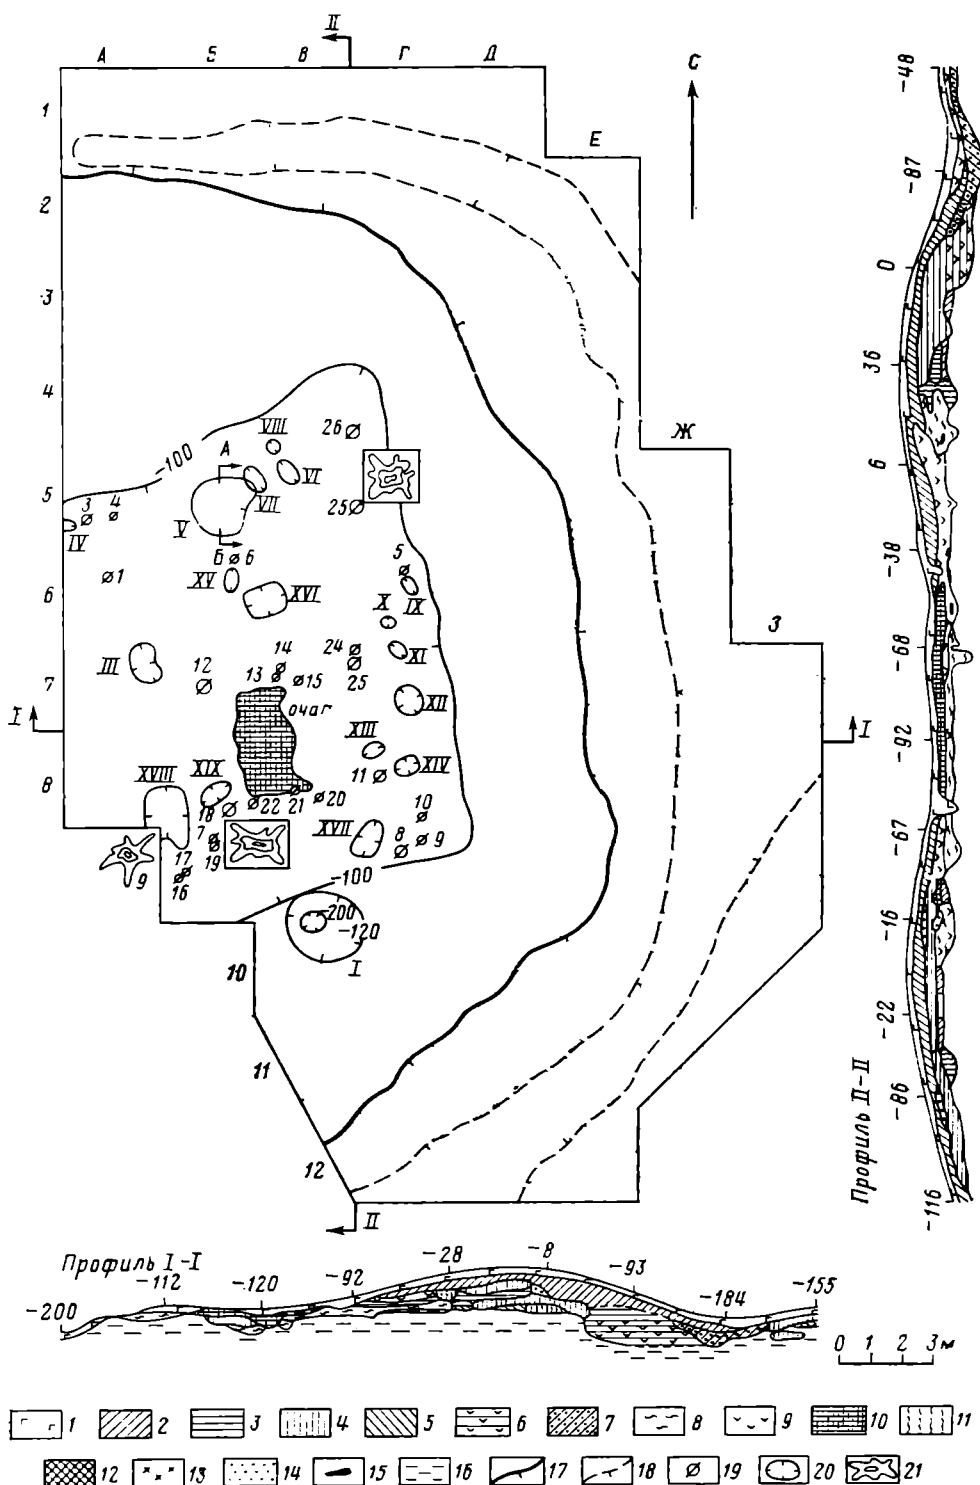 II
А Б В Г Д
С
1
Е
2
3
4
VIII
26
Ж
А
-100
VI
5
3 4
VII
25
IV
V
Б 6
5
1
XV
6
XVI
IX
X
З
III
14
24
XI
12
13
15
25
7
очаг
XII
I
I
XIII
XVIII
XIX
11
XIV
8
22 21 20
10
18
7
XVII
8
9
19
9
17
16
-100
-200
-120
10
I
11
12
II
-48
-87
0
36
6
-38
-68
-92
-67
-16
-22
-86
-116
Профиль II-II
Профиль I-I
-200 -112 -120 -92 -28 -8 -93 -184 -155
0 1 2 3 м
1 2 3 4 5 6 7 8 9 10 11
12 13 14 15 16 17 18 19 20 21